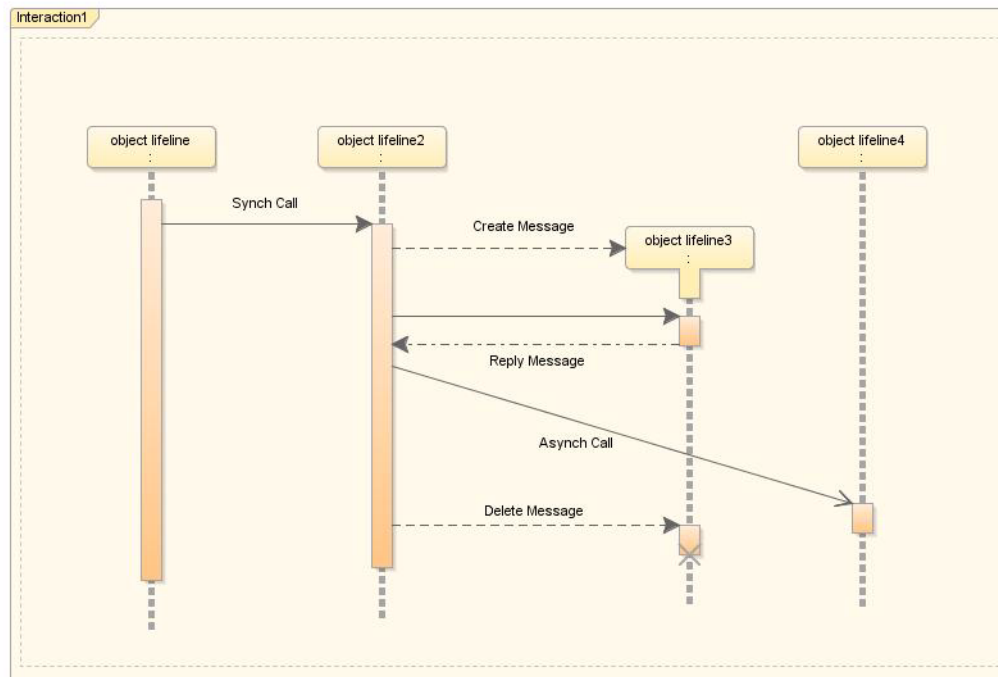 Interaction1
object lifeline
:
object lifeline2
:
object lifeline4
:
Synch Call
Create Message
object lifeline3
:
Reply Message
Asynch Call
Delete Message